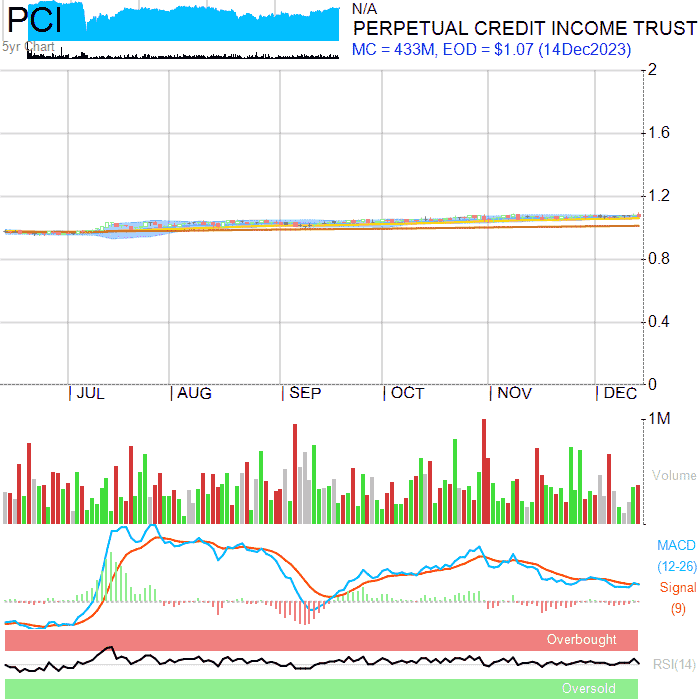 PCI
5yr Chart
N/A
PERPETUAL CREDIT INCOME TRUST
MC = 433M, EOD = $1.07 (14Dec2023)
2
1.6
1.2
0.8
0.4
0
JUL AUG SEP OCT NOV DEC
1M
Volume
MACD
(12-26)
Signal
(9)
Overbought
RSI(14)
Oversold